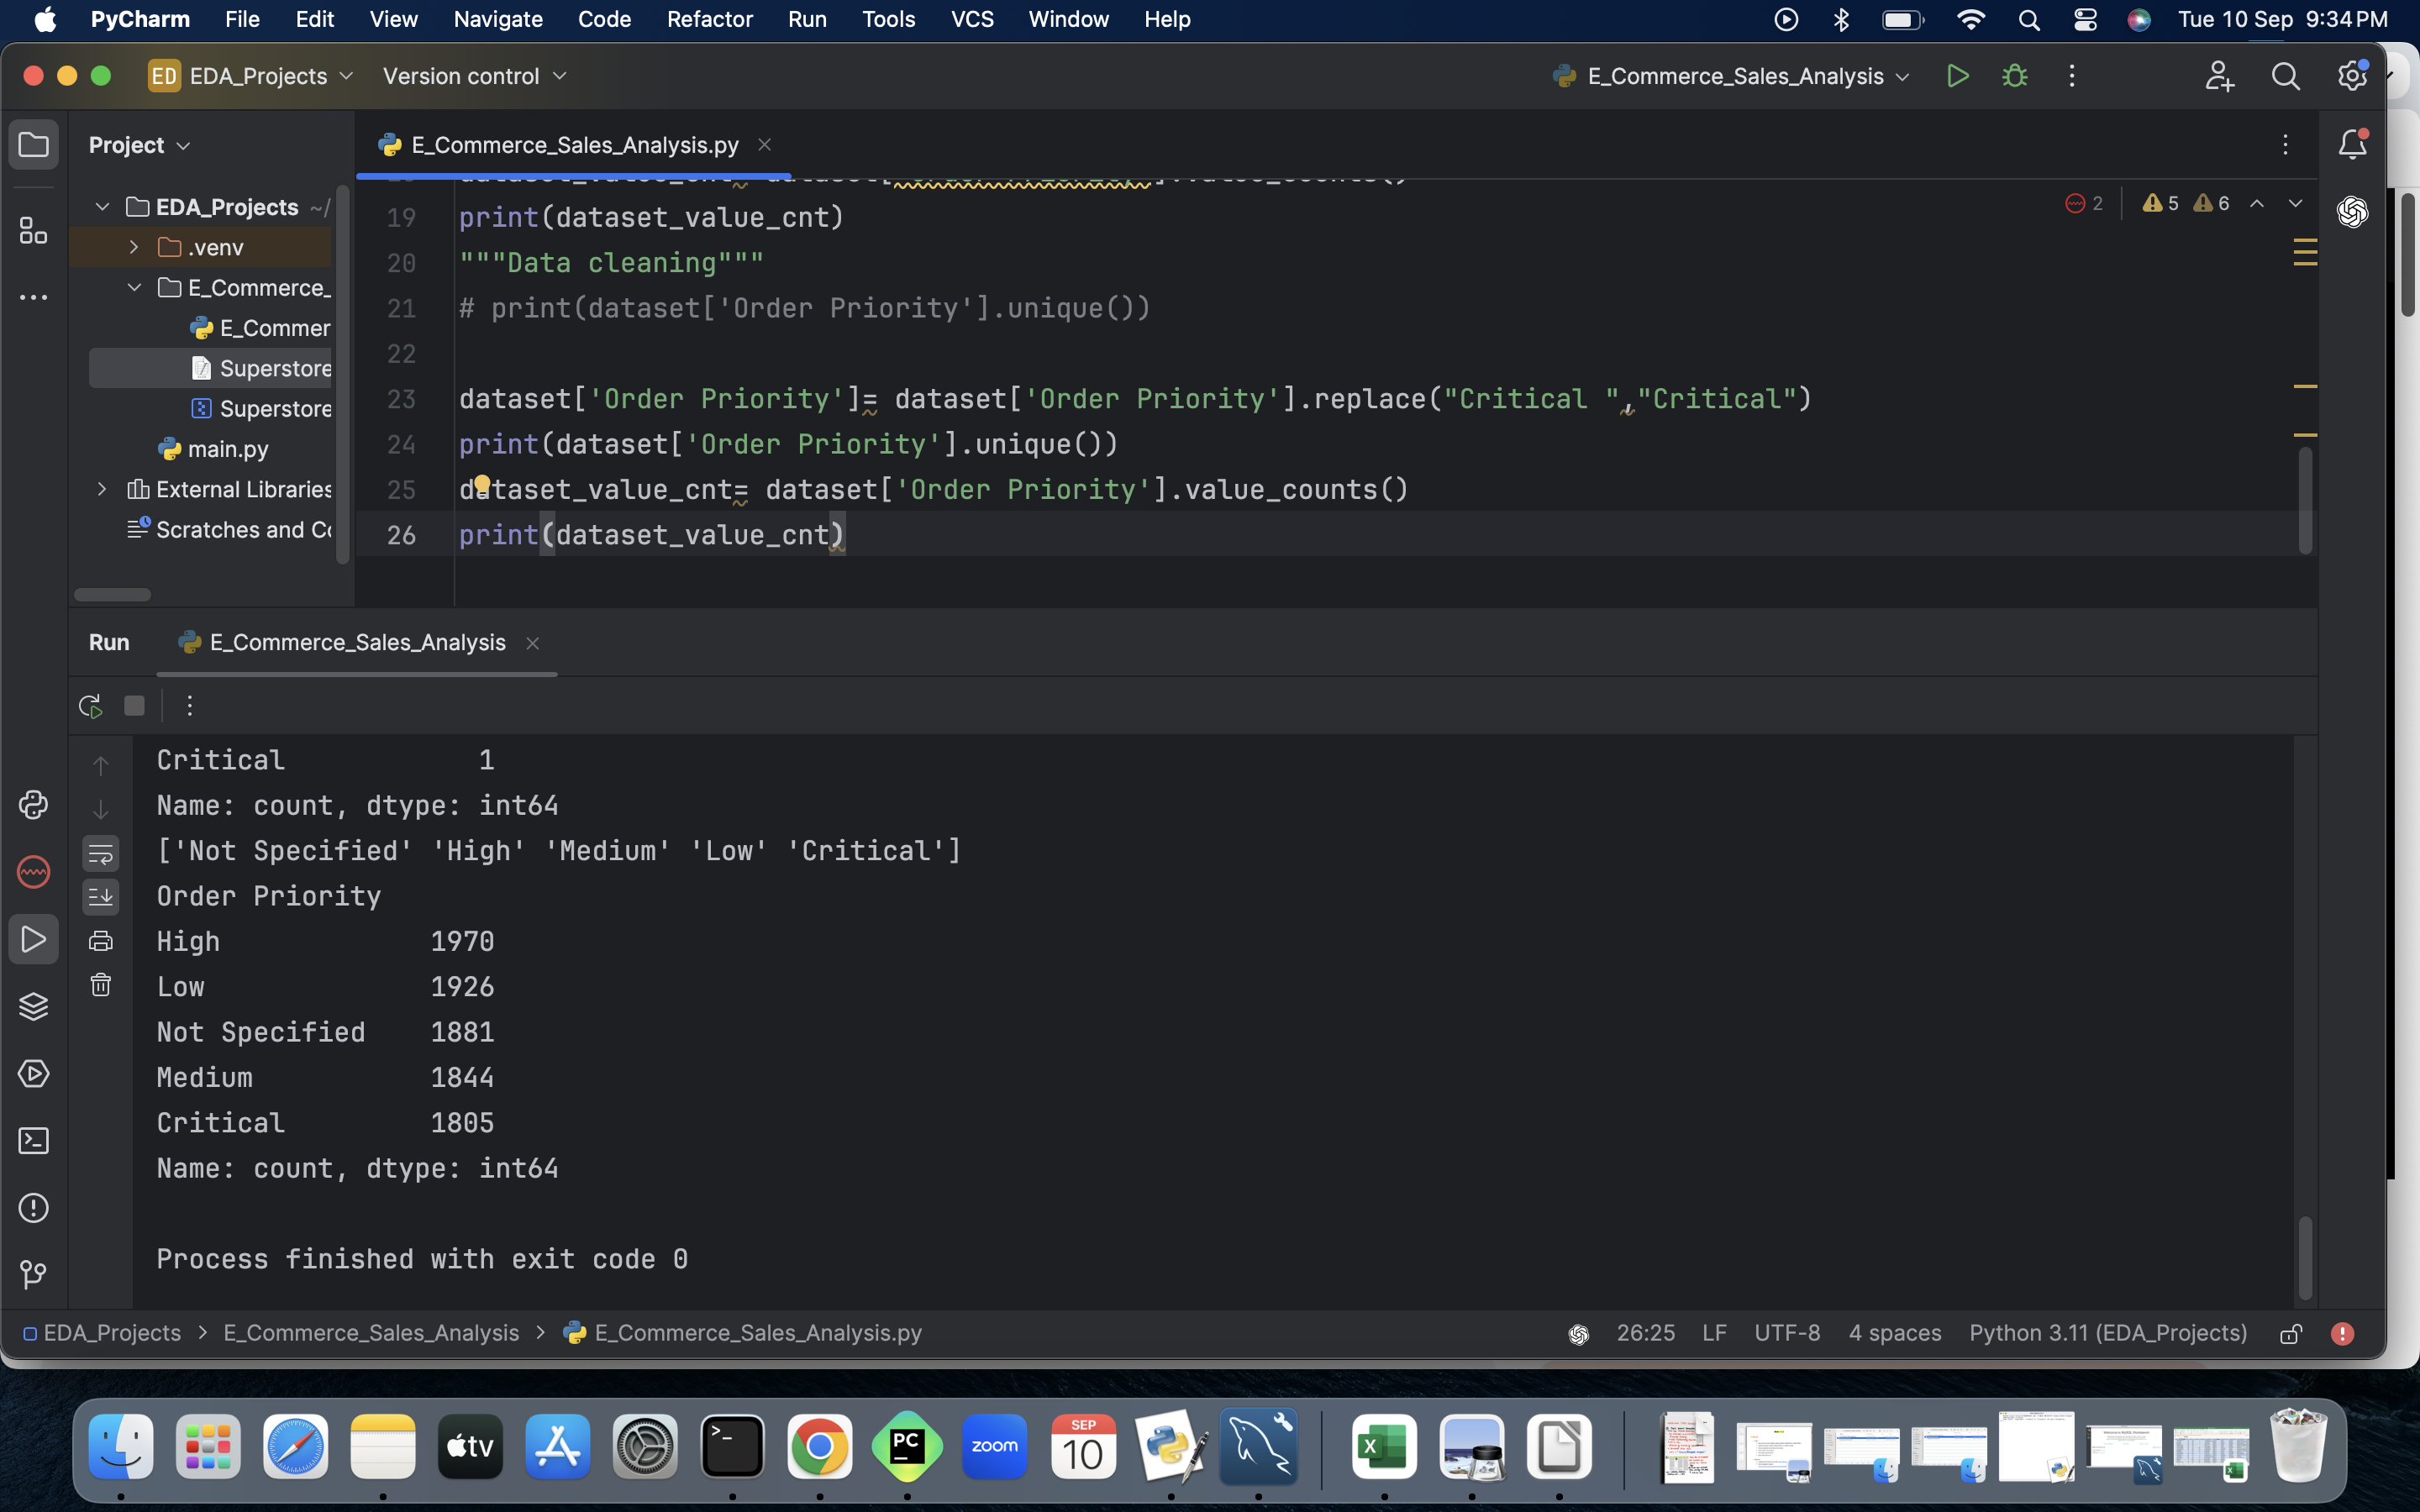 PyCharm File Edit View Navigate Code Refactor Run Tools VCS Window Help Tue 10 Sep 9:34 PM
ED EDA_Projects Version control E_Commerce_Sales_Analysis
Project
E_Commerce_Sales_Analysis.py
EDA_Projects ~/
.venv
E_Commerce_
E_Commer
Superstore
Superstore
main.py
External Libraries
Scratches and Co
2 5 6
19 print(dataset_value_cnt)
20 """Data cleaning"""
21 # print(dataset['Order Priority'].unique())
22
23 dataset['Order Priority']= dataset['Order Priority'].replace("Critical ","Critical")
24 print(dataset['Order Priority'].unique())
25 dataset_value_cnt= dataset['Order Priority'].value_counts()
26 print(dataset_value_cnt)
Run E_Commerce_Sales_Analysis
Critical 1
Name: count, dtype: int64
['Not Specified' 'High' 'Medium' 'Low' 'Critical']
Order Priority
High 1970
Low 1926
Not Specified 1881
Medium 1844
Critical 1805
Name: count, dtype: int64
Process finished with exit code 0
EDA_Projects > E_Commerce_Sales_Analysis > E_Commerce_Sales_Analysis.py 26:25 LF UTF-8 4 spaces Python 3.11 (EDA_Projects)
tv
PC
zoom
SEP
10
X